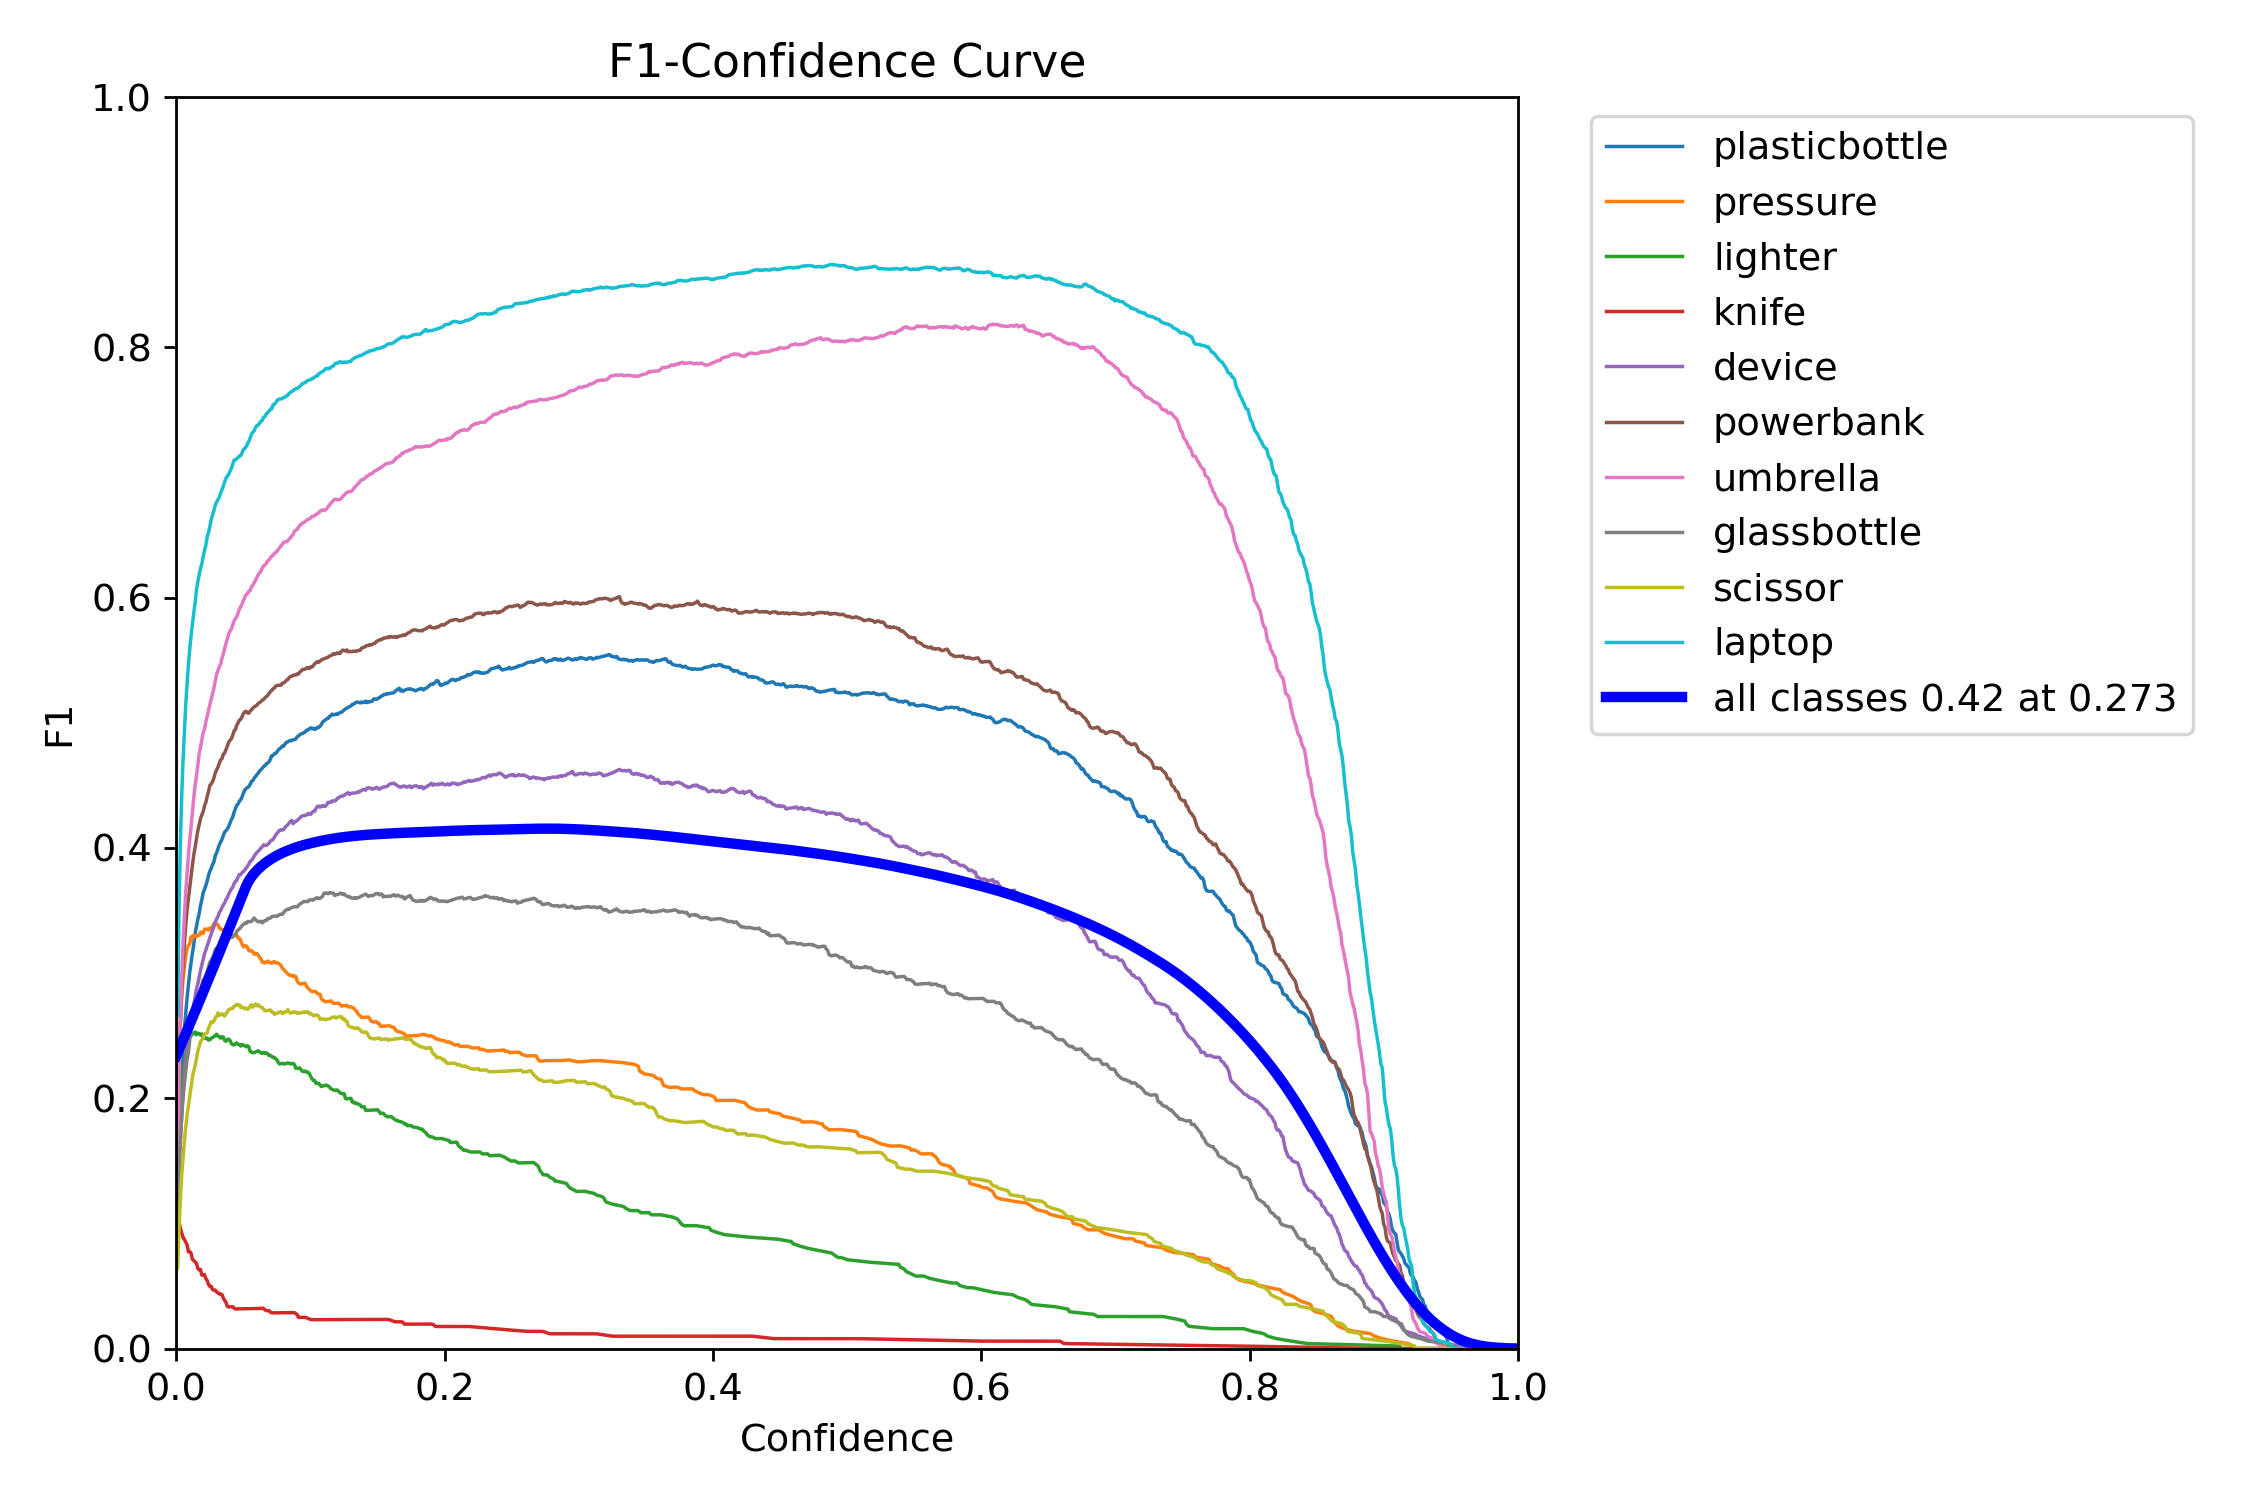 F1-Confidence Curve
1.0
0.8
0.6
0.4
0.2
0.0
F1
0.0 0.2 0.4 0.6 0.8 1.0
Confidence
plasticbottle
pressure
lighter
knife
device
powerbank
umbrella
glassbottle
scissor
laptop
all classes 0.42 at 0.273